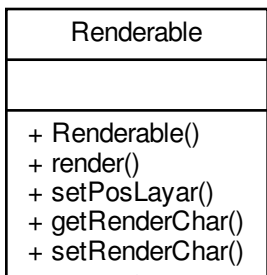 Renderable
+ Renderable()
+ render()
+ setPosLayar()
+ getRenderChar()
+ setRenderChar()